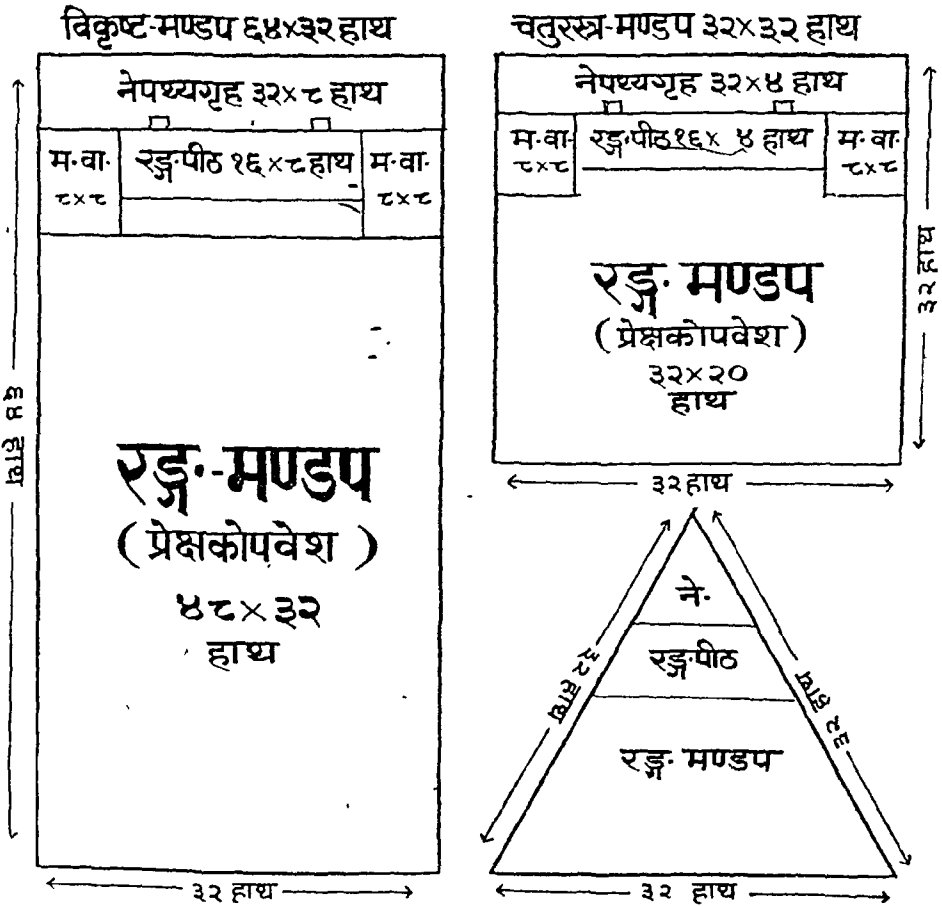 विकृष्ट-मण्डप ६४×३२ हाथ
नेपथ्यगृह ३२×८ हाथ
म॰ वा॰
८×८
रङ्ग-पीठ १६×८ हाथ
म॰ वा॰
८×८
रङ्ग-मण्डप
(प्रेक्षकोपवेश)
४८×३२
हाथ
६४ हाथ
३२ हाथ
चतुरस्त्र-मण्डप ३२×३२ हाथ
नेपथ्यगृह ३२×४ हाथ
म॰ वा॰
८×८
रङ्ग-पीठ १६× ४ हाथ
म॰ वा॰
८×८
रङ्ग-मण्डप
(प्रेक्षकोपवेश)
३२×२०
हाथ
३२ हाथ
३२ हाथ
ने॰
रङ्ग-पीठ
रङ्ग-मण्डप
३२ हाथ
३२ हाथ
३२ हाथ